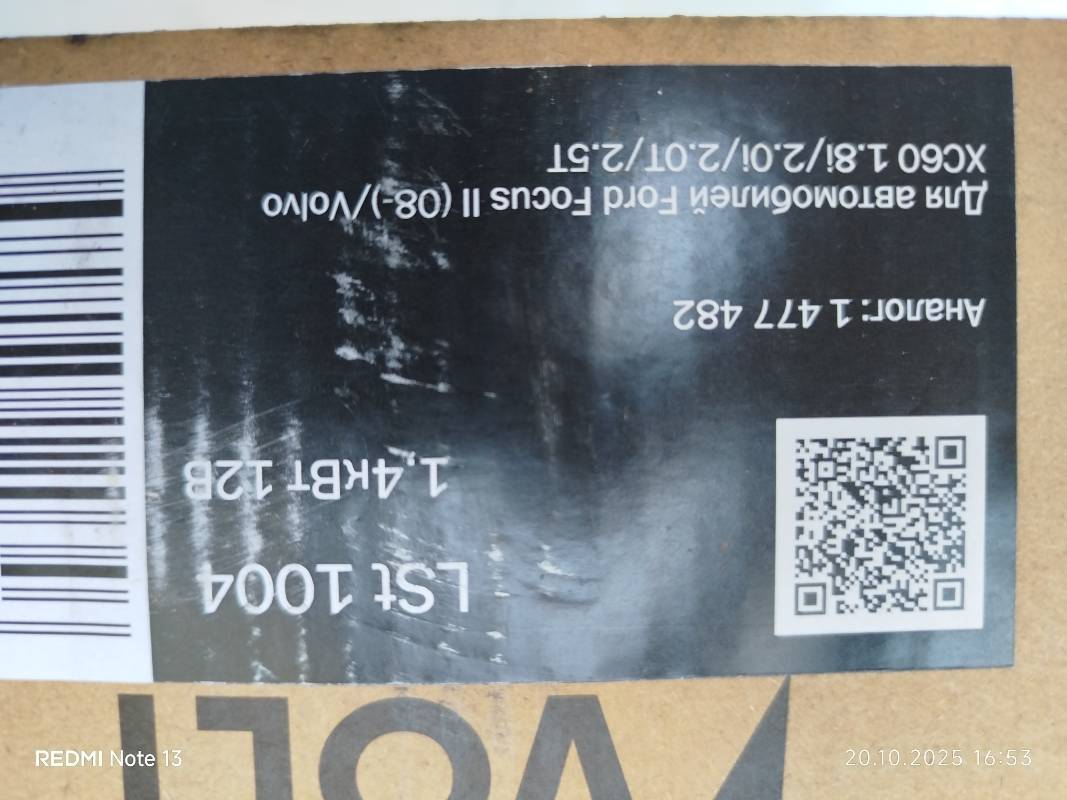 VOLT
LSt 1004
1,4кВт 12В
Аналог: 1 477 482
Для автомобилей Ford Focus II (08-)/Volvo
XC60 1.8i/2.0i/2.0T/2.5T
REDMI Note 13
20.10.2025 16:53